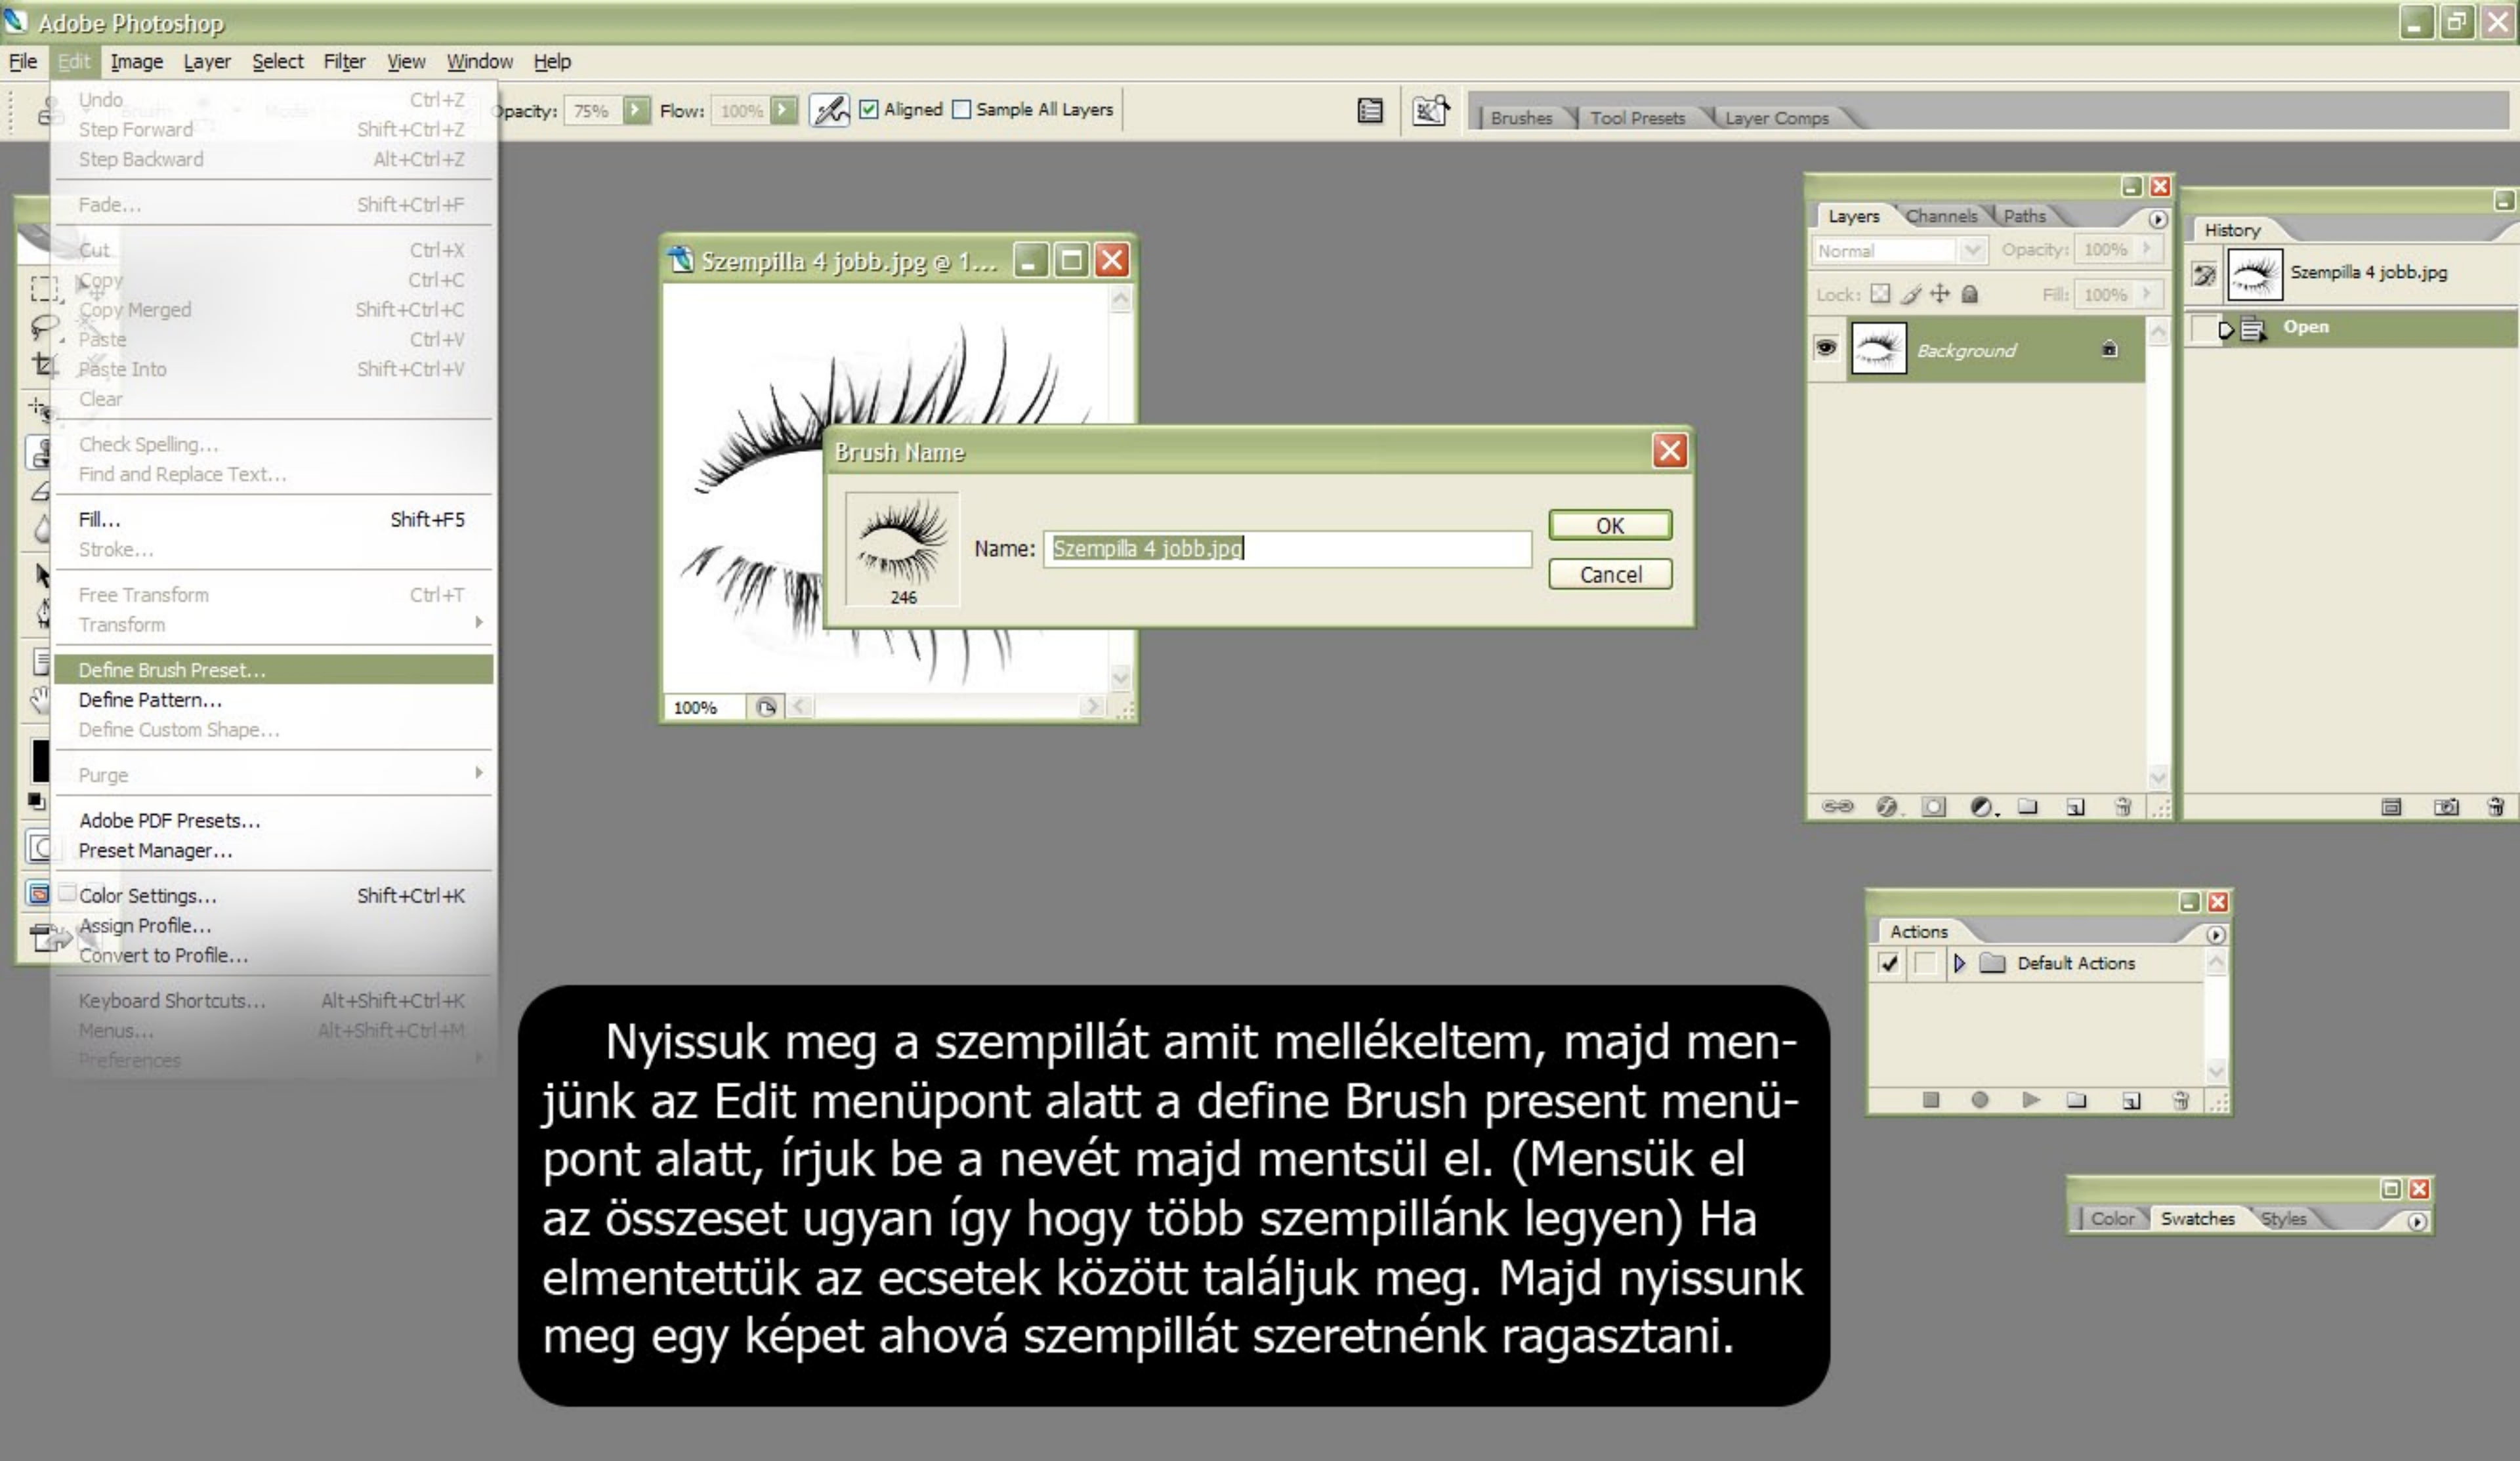 Adobe Photoshop
File Edit Image Layer Select Filter View Window Help
Opacity: 75% Flow: 100% Aligned Sample All Layers
Brushes Tool Presets Layer Comps
Undo Ctrl+Z
Step Forward Shift+Ctrl+Z
Step Backward Alt+Ctrl+Z
Fade... Shift+Ctrl+F
Cut Ctrl+X
Copy Ctrl+C
Copy Merged Shift+Ctrl+C
Paste Ctrl+V
Paste Into Shift+Ctrl+V
Clear
Check Spelling...
Find and Replace Text...
Fill... Shift+F5
Stroke...
Free Transform Ctrl+T
Transform
Define Brush Preset...
Define Pattern...
Define Custom Shape...
Purge
Adobe PDF Presets...
Preset Manager...
Color Settings... Shift+Ctrl+K
Assign Profile...
Convert to Profile...
Keyboard Shortcuts... Alt+Shift+Ctrl+K
Menus... Alt+Shift+Ctrl+M
Preferences
Szempilla 4 jobb.jpg @ 1...
100%
Brush Name
246
Name: Szempilla 4 jobb.jpg
OK
Cancel
Layers Channels Paths
Normal Opacity: 100%
Lock: Fill: 100%
Background
History
Szempilla 4 jobb.jpg
Open
Actions
Default Actions
Color Swatches Styles
Nyissuk meg a szempillát amit mellékeltem, majd men-
jünk az Edit menüpont alatt a define Brush present menü-
pont alatt, írjuk be a nevét majd mentsül el. (Mensük el
az összeset ugyan így hogy több szempillánk legyen) Ha
elmentettük az ecsetek között találjuk meg. Majd nyissunk
meg egy képet ahová szempillát szeretnénk ragasztani.